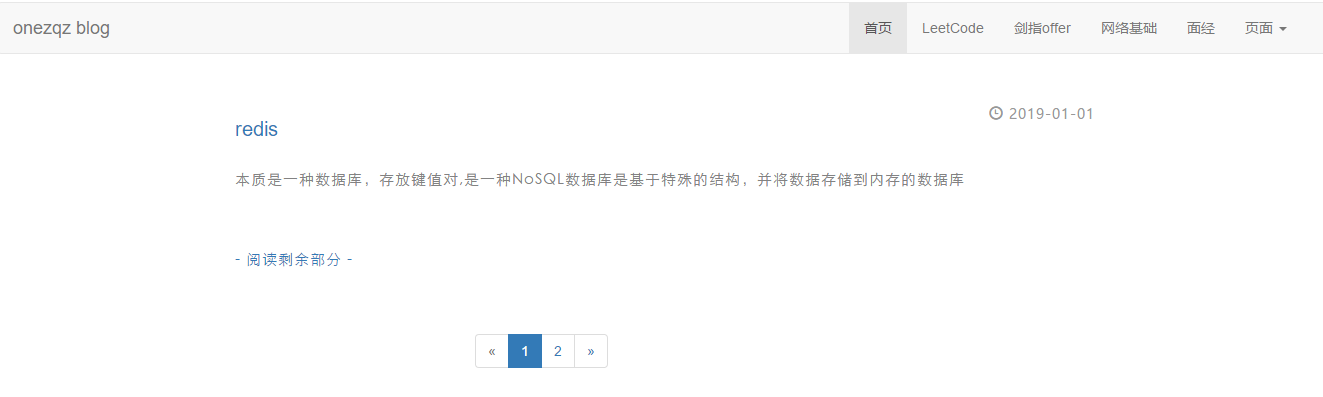 onezqz blog 首页 LeetCode 剑指offer 网络基础 面经 页面
2019-01-01
redis
本质是一种数据库，存放键值对,是一种NoSQL数据库是基于特殊的结构，并将数据存储到内存的数据库
- 阅读剩余部分 -
« 1 2 »